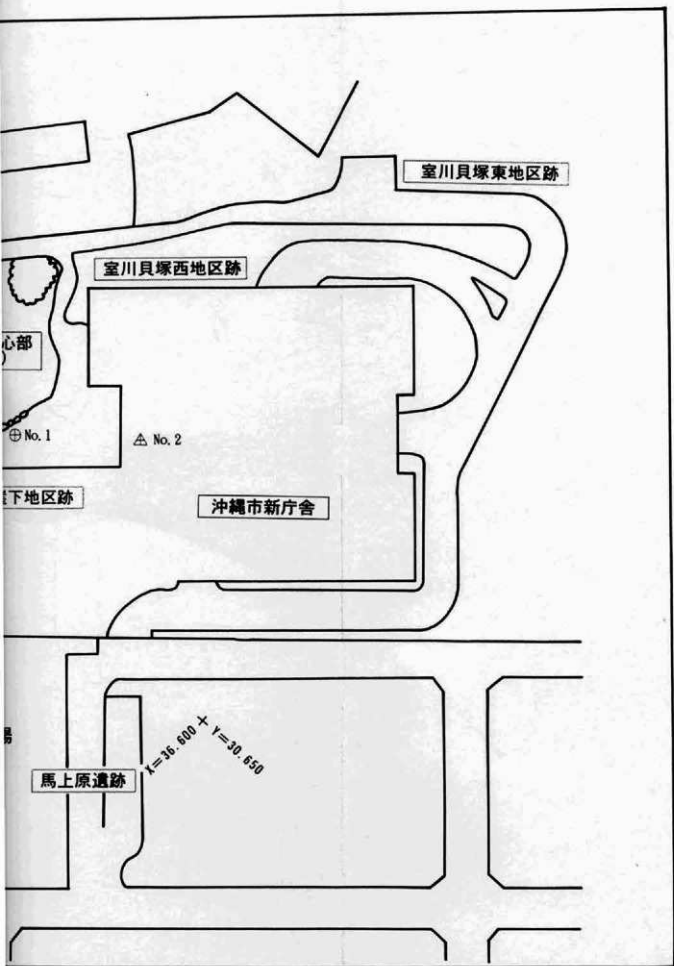 室川貝塚東地区跡
室川貝塚西地区跡
心部
)
No.1
No.2
下地区跡
沖縄市新庁舎
場
X=36.600
Y=30.650
馬上原遺跡